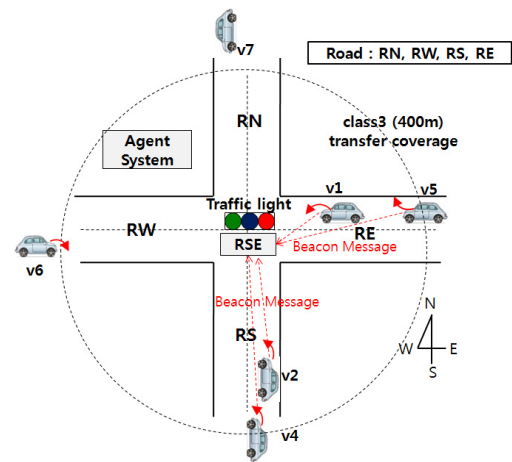 v7
Road : RN, RW, RS, RE
RN
class3 (400m)
transfer coverage
Agent
System
v1
v5
Traffic light
RW
RE
RSE
Beacon Message
v6
Beacon Message
N
RS
W
E
S
v2
v4